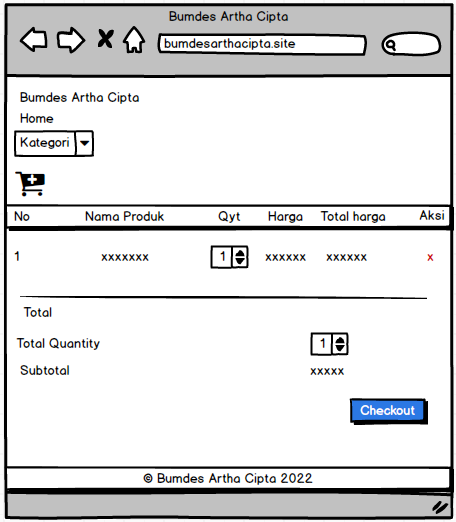 Bumdes Artha Cipta
bumdesarthacipta.site
Bumdes Artha Cipta
Home
Kategori
No Nama Produk Qyt Harga Total harga Aksi
1 xxxxxxx 1 xxxxxx xxxxxx x
Total
Total Quantity 1
Subtotal xxxxx
Checkout
© Bumdes Artha Cipta 2022